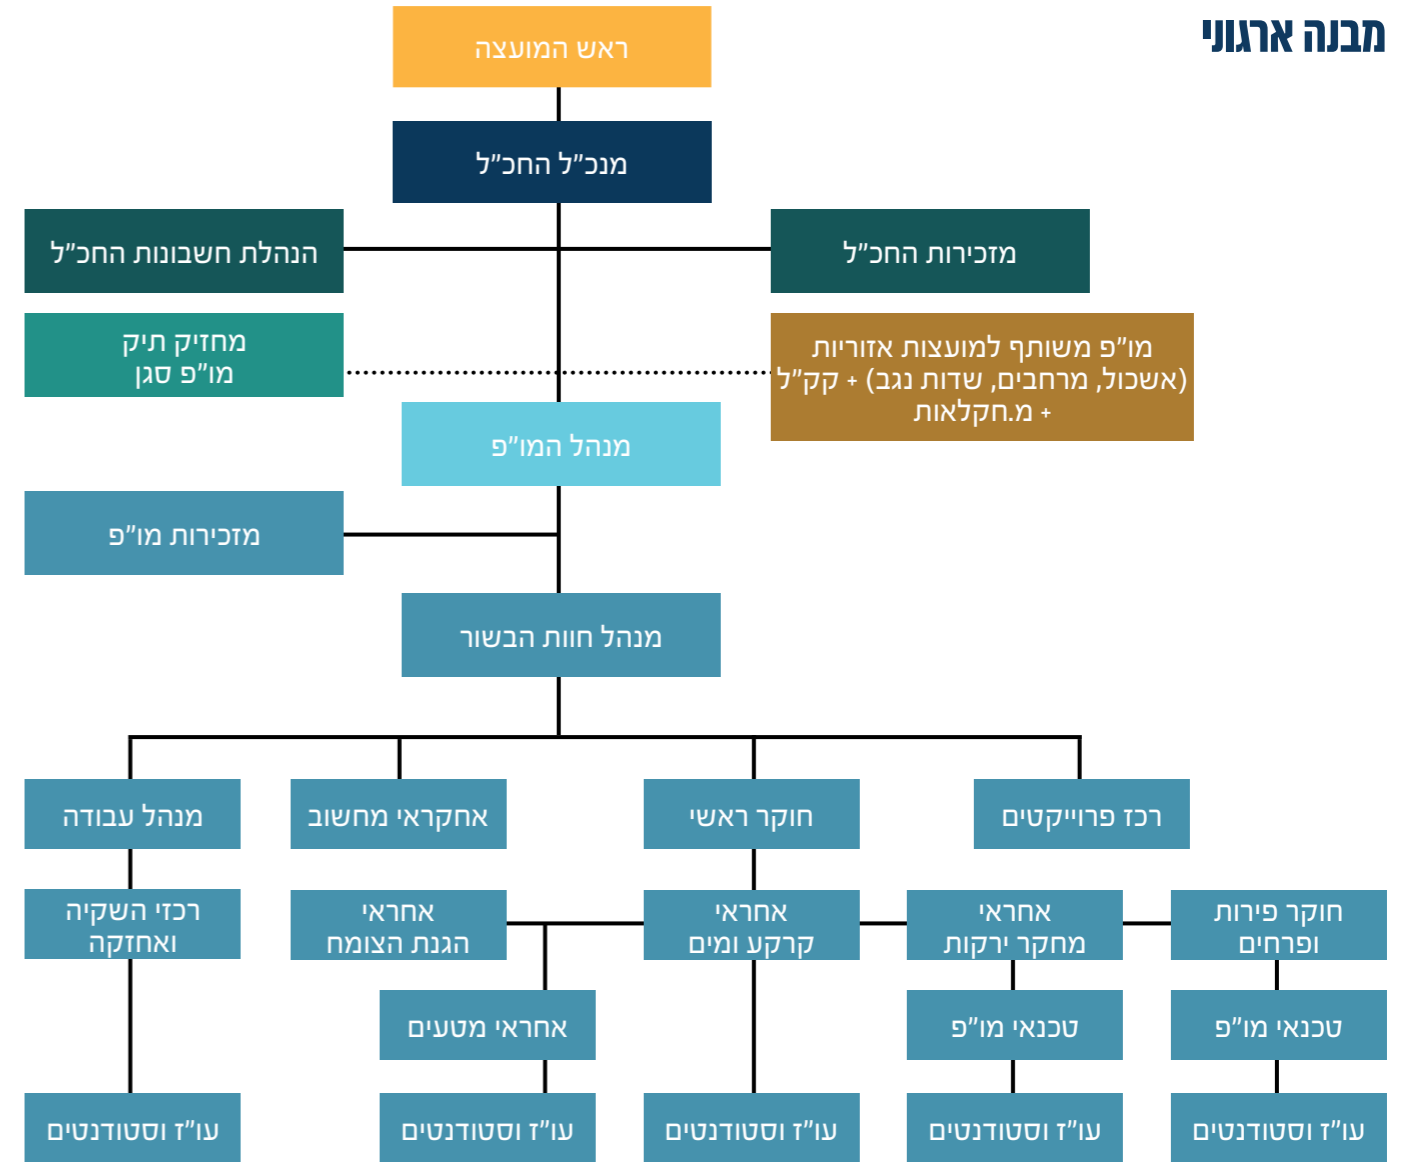 מבנה ארגוני
ראש המועצה
מנכ"ל החכ"ל
מזכירות החכ"ל
הנהלת חשבונות החכ"ל
מו"פ משותף למועצות אזוריות
(אשכול, מרחבים, שדות נגב) + קק"ל
+ מ.חקלאות
מחזיק תיק
מו"פ סגן
מנהל המו"פ
מזכירות מו"פ
מנהל חוות הבשור
רכז פרוייקטים
חוקר ראשי
אחקראי מחשוב
מנהל עבודה
חוקר פירות
ופרחים
אחראי
מחקר ירקות
אחראי
קרקע ומים
אחראי
הגנת הצומח
רכזי השקיה
ואחזקה
טכנאי מו"פ
טכנאי מו"פ
אחראי מטעים
עו"ז וסטודנטים
עו"ז וסטודנטים
עו"ז וסטודנטים
עו"ז וסטודנטים
עו"ז וסטודנטים